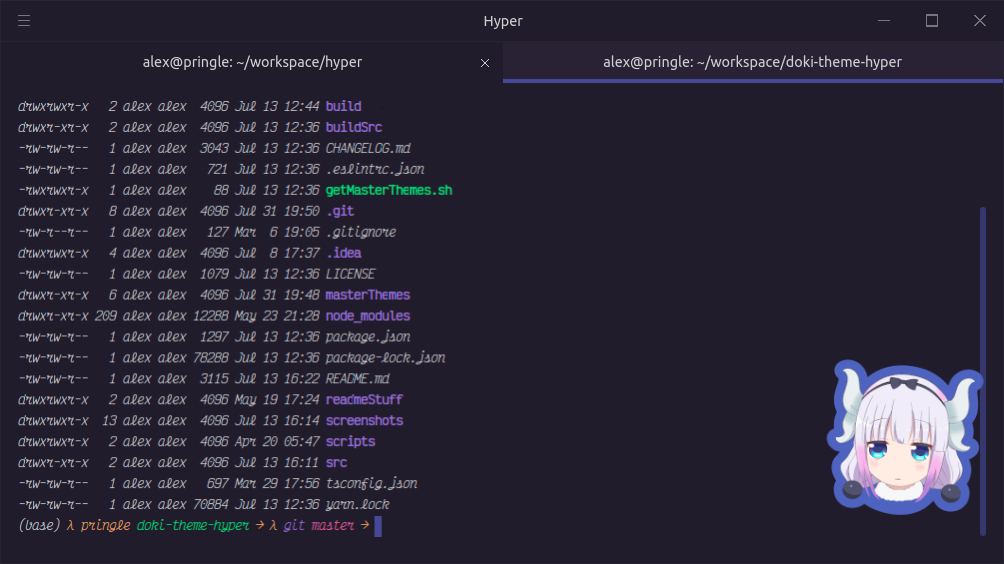 Hyper
alex@pringle: ~/workspace/hyper
alex@pringle: ~/workspace/doki-theme-hyper
drwxrwxr-x 2 alex alex 4096 Jul 13 12:44 build
drwxr-xr-x 2 alex alex 4096 Jul 13 12:36 buildSrc
-rw-rw-r-- 1 alex alex 3043 Jul 13 12:36 CHANGELOG.md
-rw-rw-r-- 1 alex alex 721 Jul 13 12:36 .eslintrc.json
-rwxrwxr-x 1 alex alex 88 Jul 13 12:36 getMasterThemes.sh
drwxr-xr-x 8 alex alex 4096 Jul 31 19:50 .git
-rw-r--r-- 1 alex alex 127 Mar 6 19:05 .gitignore
drwxrwxr-x 4 alex alex 4096 Jul 8 17:37 .idea
-rw-rw-r-- 1 alex alex 1079 Jul 13 12:36 LICENSE
drwxr-xr-x 6 alex alex 4096 Jul 31 19:48 masterThemes
drwxr-xr-x 209 alex alex 12288 May 23 21:28 node_modules
-rw-rw-r-- 1 alex alex 1297 Jul 13 12:36 package.json
-rw-rw-r-- 1 alex alex 78288 Jul 13 12:36 package-lock.json
-rw-rw-r-- 1 alex alex 3115 Jul 13 16:22 README.md
drwxrwxr-x 2 alex alex 4096 May 19 17:24 readmeStuff
drwxrwxr-x 13 alex alex 4096 Jul 13 16:14 screenshots
drwxrwxr-x 2 alex alex 4096 Apr 20 05:47 scripts
drwxr-xr-x 2 alex alex 4096 Jul 13 16:11 src
-rw-rw-r-- 1 alex alex 697 Mar 29 17:56 tsconfig.json
-rw-rw-r-- 1 alex alex 70884 Jul 13 12:36 yarn.lock
(base) λ pringle doki-theme-hyper → λ git master →